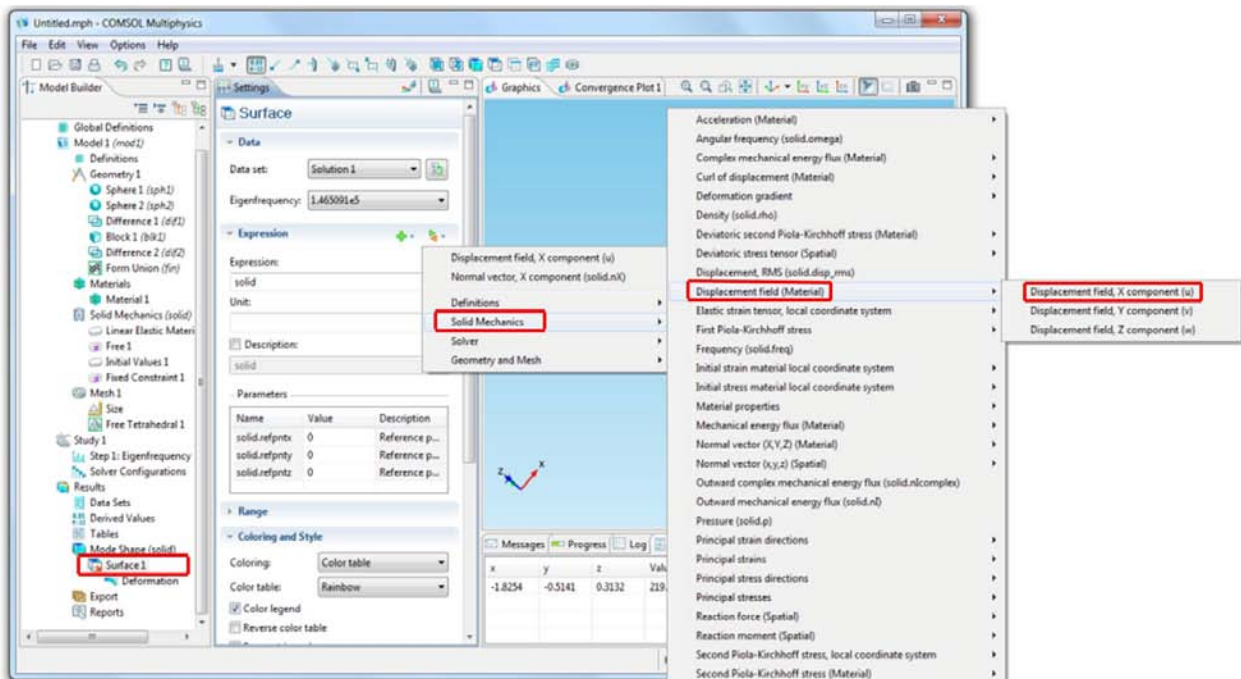 Untitled.mph - COMSOL Multiphysics
File Edit View Options Help
Model Builder
Global Definitions
Model 1 (mod1)
Definitions
Geometry 1
Sphere 1 (sph1)
Sphere 2 (sph2)
Difference 1 (dif1)
Block 1 (blk1)
Difference 2 (dif2)
Form Union (fin)
Materials
Material 1
Solid Mechanics (solid)
Linear Elastic Materi
Free 1
Initial Values 1
Fixed Constraint 1
Mesh 1
Size
Free Tetrahedral 1
Study 1
Step 1: Eigenfrequency
Solver Configurations
Results
Data Sets
Derived Values
Tables
Mode Shape (solid)
Surface 1
Deformation
Export
Reports
Settings
Surface
Data
Data set: Solution 1
Eigenfrequency: 1.465091e5
Expression
Expression:
solid
Unit:
Description:
solid
Parameters
Name Value Description
solid.refpntx 0 Reference p...
solid.refpnty 0 Reference p...
solid.refpntz 0 Reference p...
Range
Coloring and Style
Coloring: Color table
Color table: Rainbow
Color legend
Reverse color table
Graphics Convergence Plot 1
z x
Messages Progress Log
x y z Valu
-1.8254 -0.5141 0.3132 219.
Displacement field, X component (u)
Normal vector, X component (solid.nX)
Definitions
Solid Mechanics
Solver
Geometry and Mesh
Acceleration (Material)
Angular frequency (solid.omega)
Complex mechanical energy flux (Material)
Curl of displacement (Material)
Deformation gradient
Density (solid.rho)
Deviatoric second Piola-Kirchhoff stress (Material)
Deviatoric stress tensor (Spatial)
Displacement, RMS (solid.disp_rms)
Displacement field (Material)
Elastic strain tensor, local coordinate system
First Piola-Kirchhoff stress
Frequency (solid.freq)
Initial strain material local coordinate system
Initial stress material local coordinate system
Material properties
Mechanical energy flux (Material)
Normal vector (X,Y,Z) (Material)
Normal vector (x,y,z) (Spatial)
Outward complex mechanical energy flux (solid.nIcomplex)
Outward mechanical energy flux (solid.nI)
Pressure (solid.p)
Principal strain directions
Principal strains
Principal stress directions
Principal stresses
Reaction force (Spatial)
Reaction moment (Spatial)
Second Piola-Kirchhoff stress, local coordinate system
Second Piola-Kirchhoff stress (Material)
Displacement field, X component (u)
Displacement field, Y component (v)
Displacement field, Z component (w)